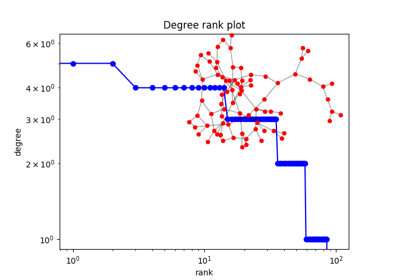 Degree rank plot
6 × 10⁰
4 × 10⁰
3 × 10⁰
2 × 10⁰
10⁰
degree
10⁰ 10¹ 10²
rank